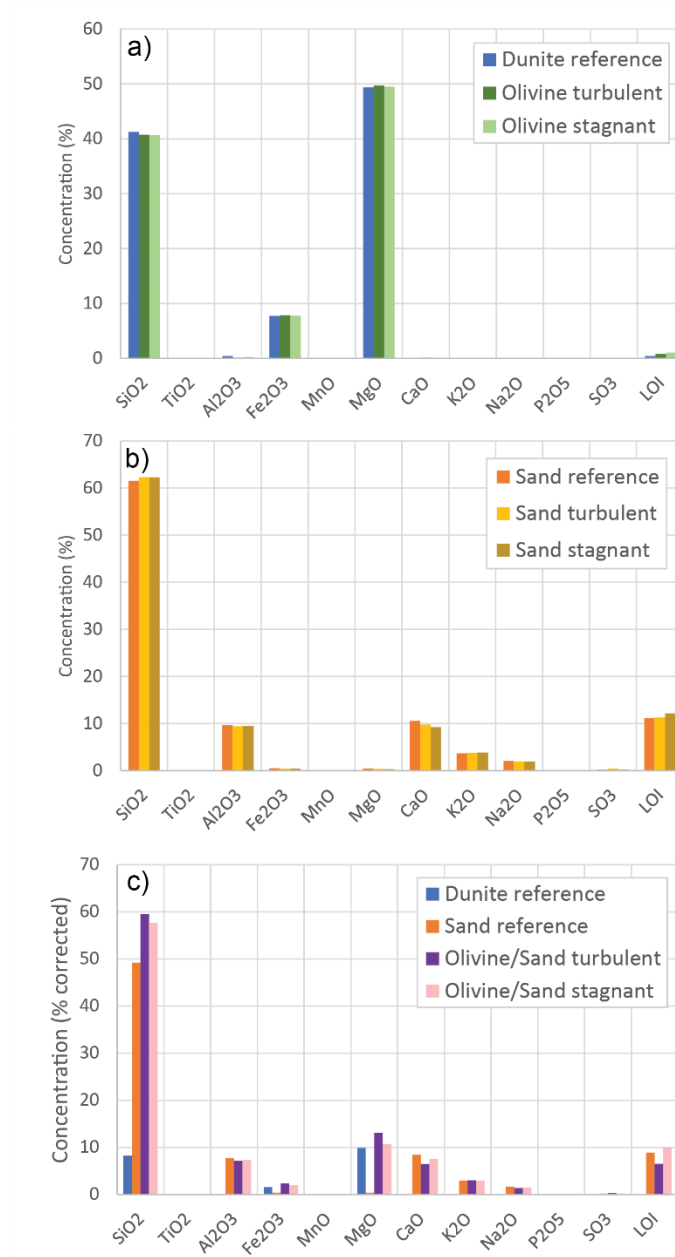 a)
Dunite reference
Olivine turbulent
Olivine stagnant
Concentration (%)
60
50
40
30
20
10
0
SiO2 TiO2 Al2O3 Fe2O3 MnO MgO CaO K2O Na2O P2O5 SO3 LOI
b)
Sand reference
Sand turbulent
Sand stagnant
Concentration (%)
70
60
50
40
30
20
10
0
SiO2 TiO2 Al2O3 Fe2O3 MnO MgO CaO K2O Na2O P2O5 SO3 LOI
c)
Dunite reference
Sand reference
Olivine/Sand turbulent
Olivine/Sand stagnant
Concentration (% corrected)
70
60
50
40
30
20
10
0
SiO2 TiO2 Al2O3 Fe2O3 MnO MgO CaO K2O Na2O P2O5 SO3 LOI